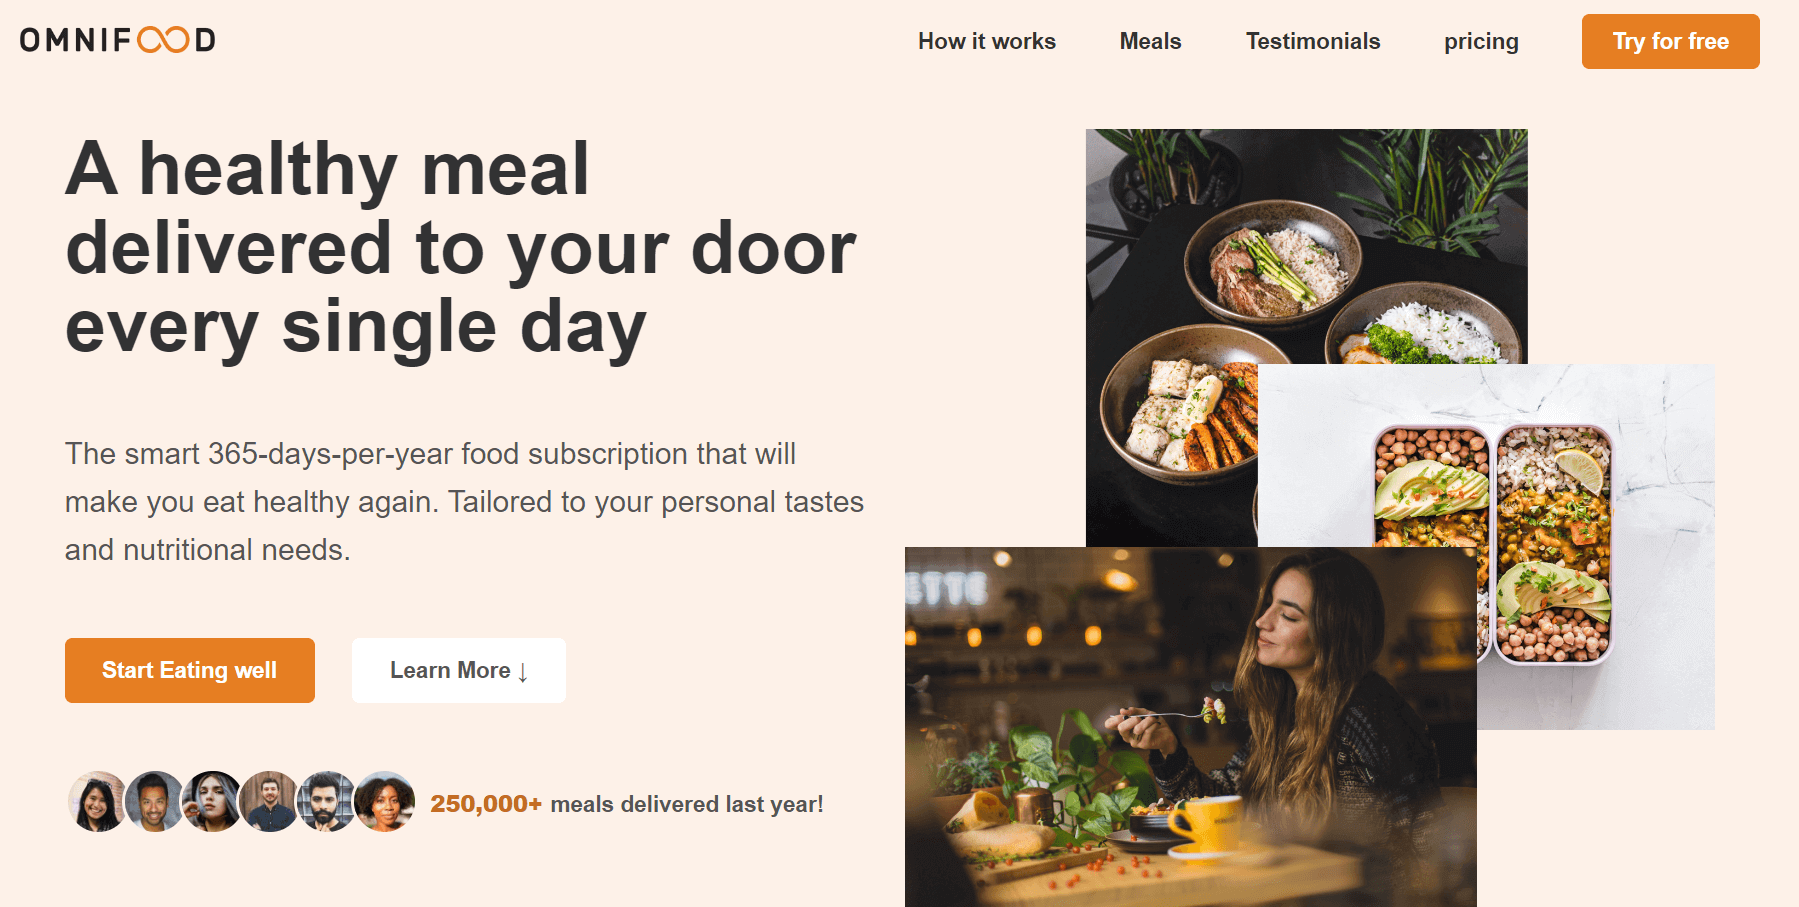 OMNIFOOD
How it works Meals Testimonials pricing Try for free
A healthy meal
delivered to your door
every single day
The smart 365-days-per-year food subscription that will
make you eat healthy again. Tailored to your personal tastes
and nutritional needs.
Start Eating well Learn More ↓
250,000+ meals delivered last year!
ETTE